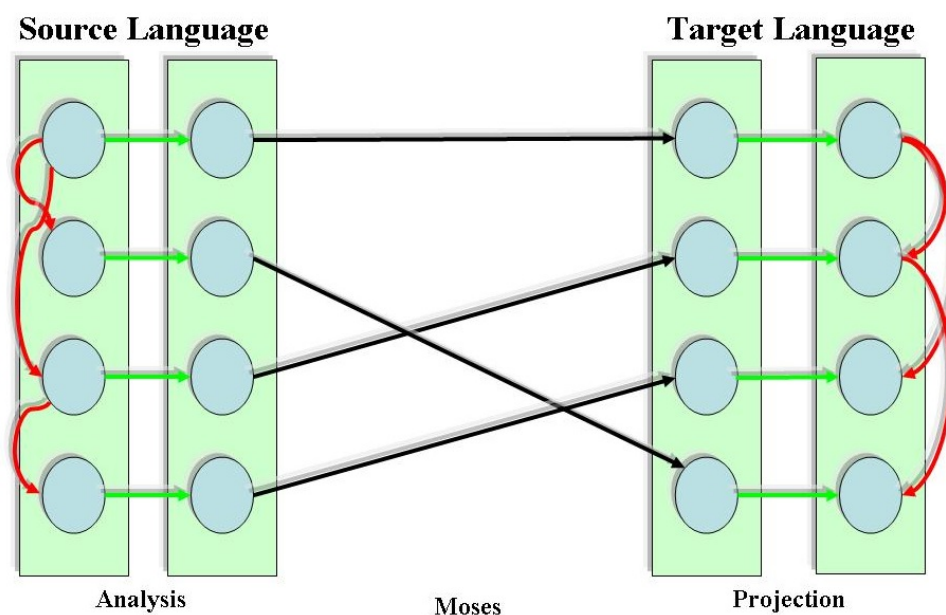 Source Language
Target Language
Analysis
Moses
Projection